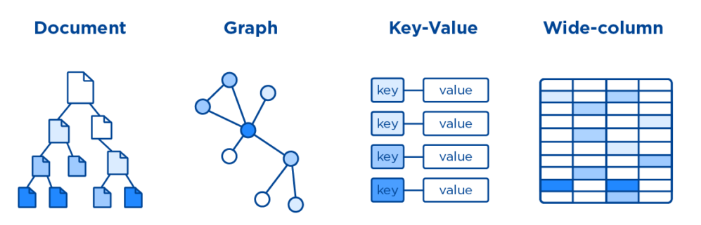 Document
Graph
Key-Value
Wide-column
key
value
key
value
key
value
key
value